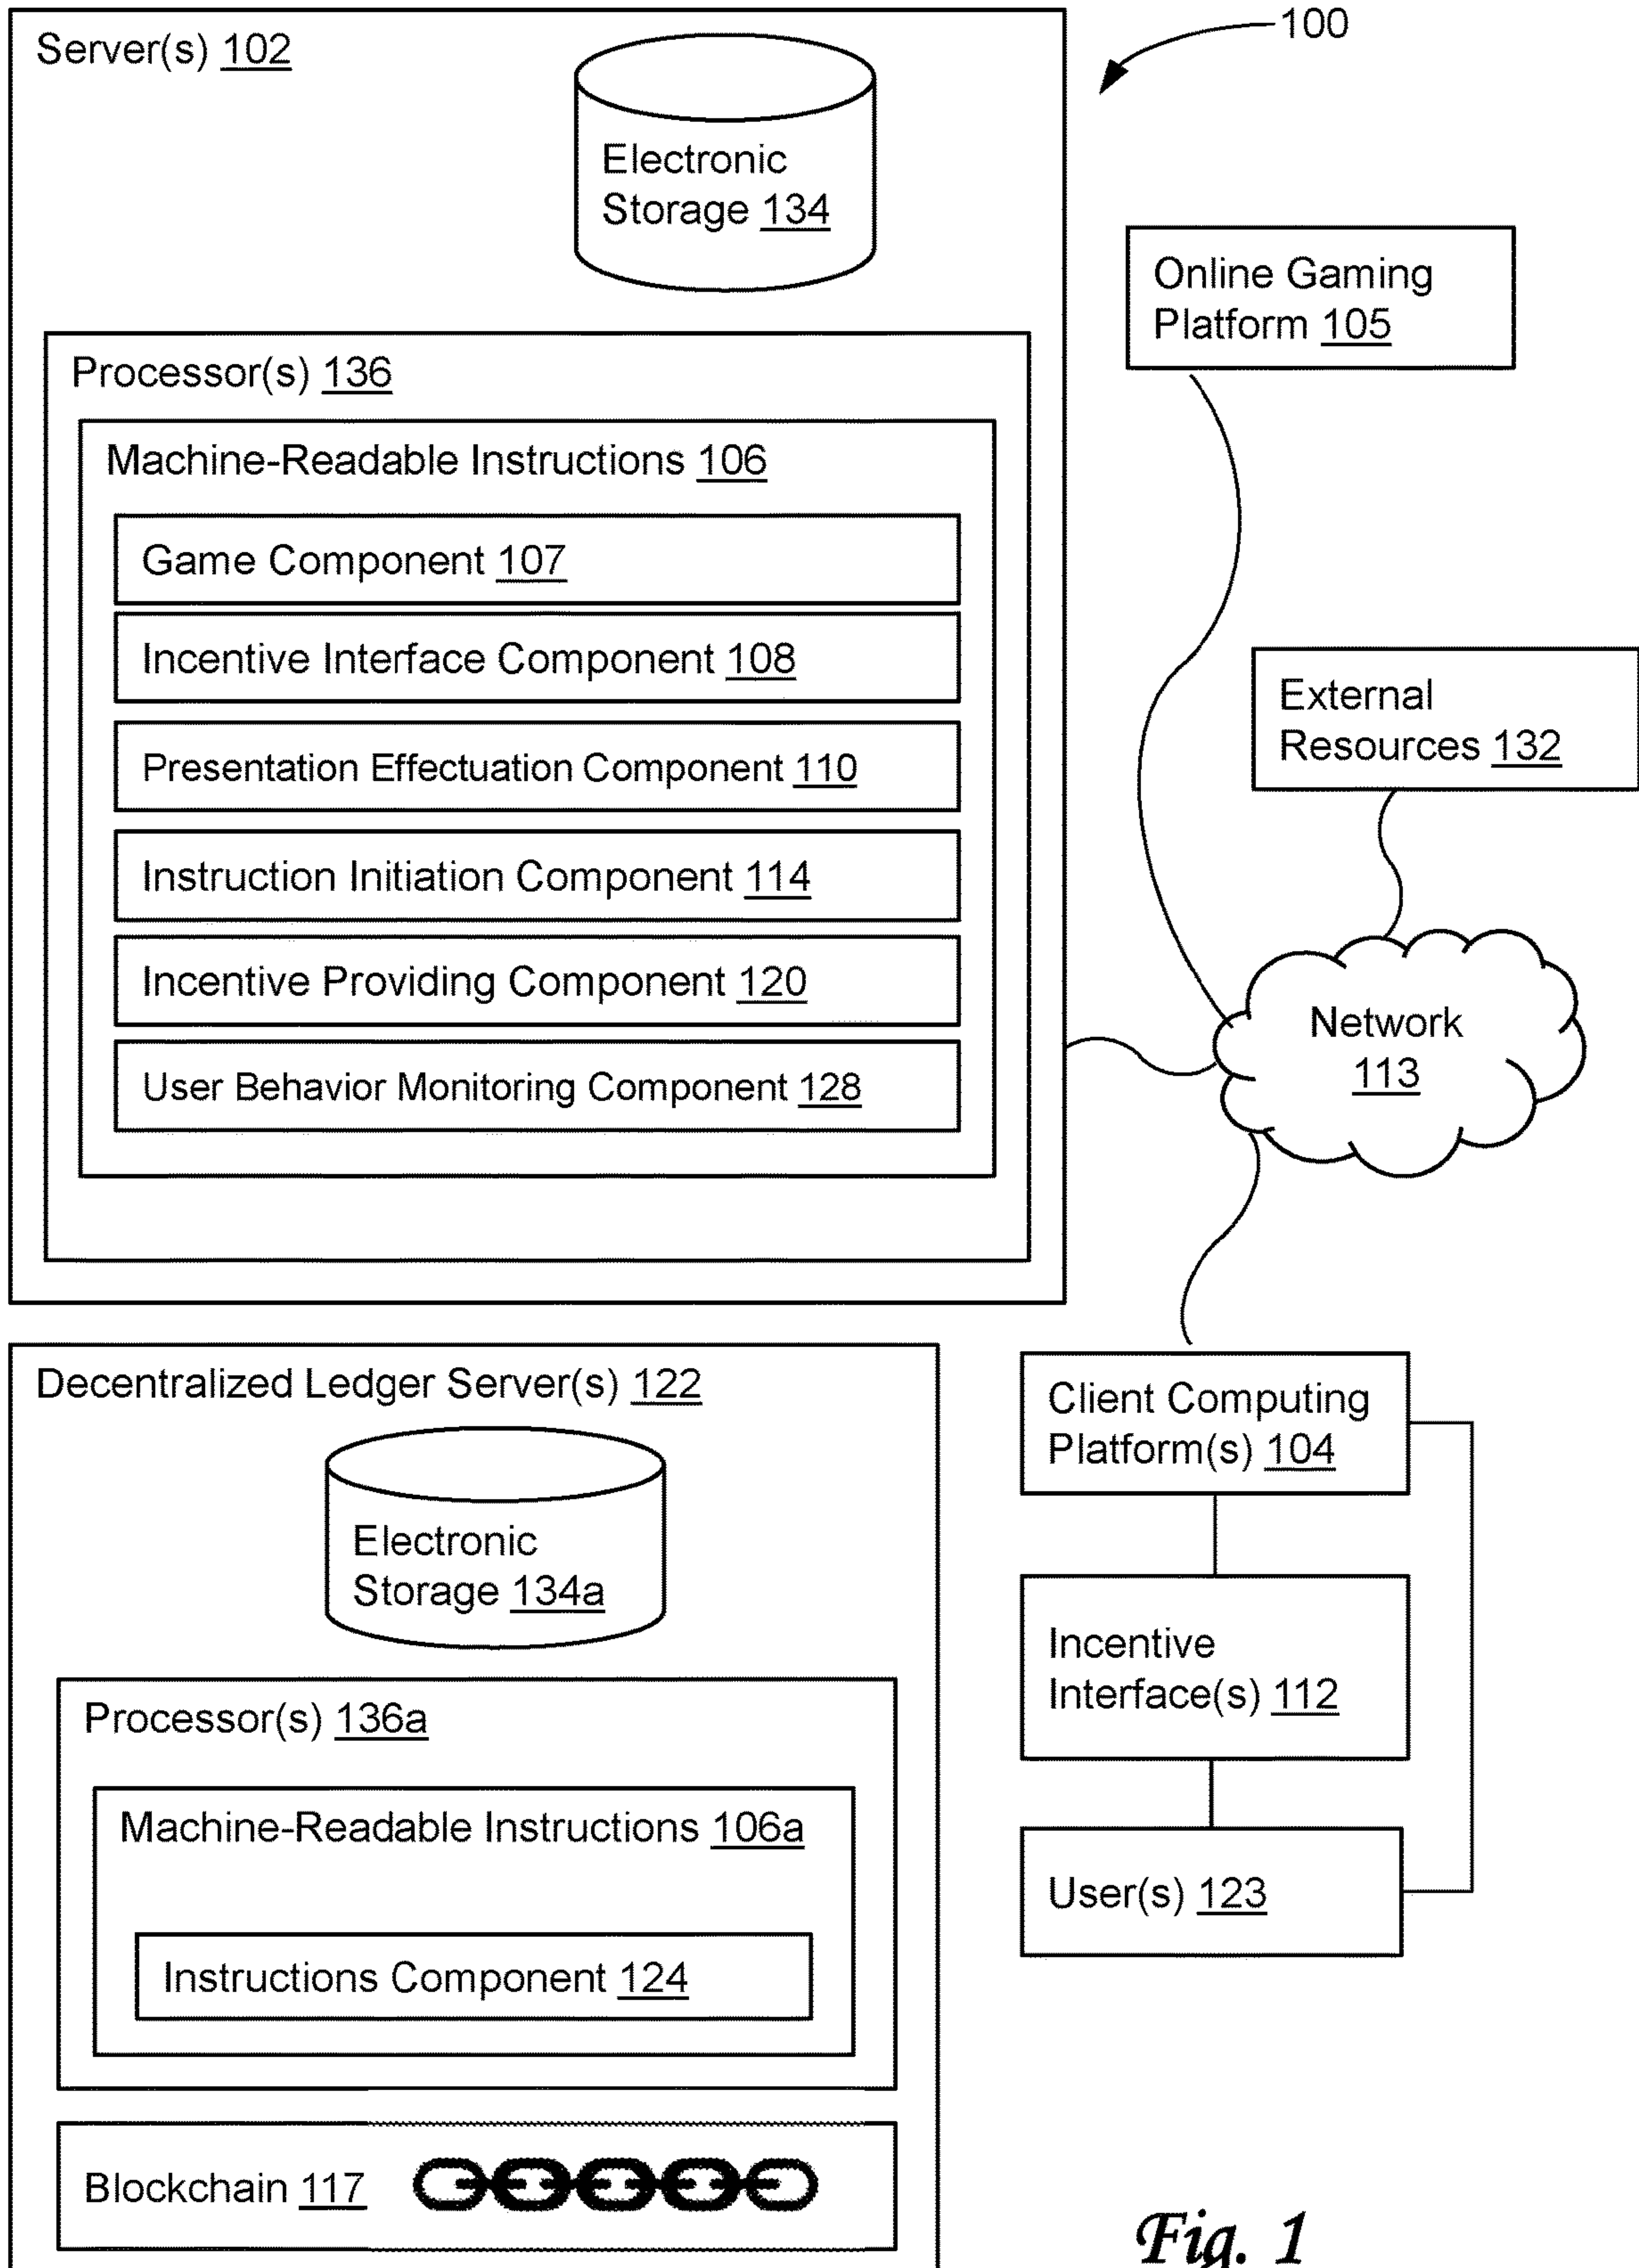 100
Server(s) 102
Electronic
Storage 134
Processor(s) 136
Machine-Readable Instructions 106
Game Component 107
Incentive Interface Component 108
Presentation Effectuation Component 110
Instruction Initiation Component 114
Incentive Providing Component 120
User Behavior Monitoring Component 128
Online Gaming
Platform 105
External
Resources 132
Network
113
Decentralized Ledger Server(s) 122
Electronic
Storage 134a
Processor(s) 136a
Machine-Readable Instructions 106a
Instructions Component 124
Blockchain 117
Client Computing
Platform(s) 104
Incentive
Interface(s) 112
User(s) 123
Fig. 1